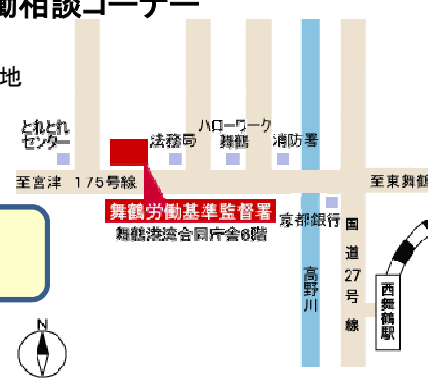 働相談コーナー
地
とれとれ
センター
法務局
ハローワーク
舞鶴
消防署
至宮津 175号線
至東舞鶴
舞鶴労働基準監督署
舞鶴港湾合同庁舎6階
京都銀行
国道27号線
高野川
西舞鶴駅
N